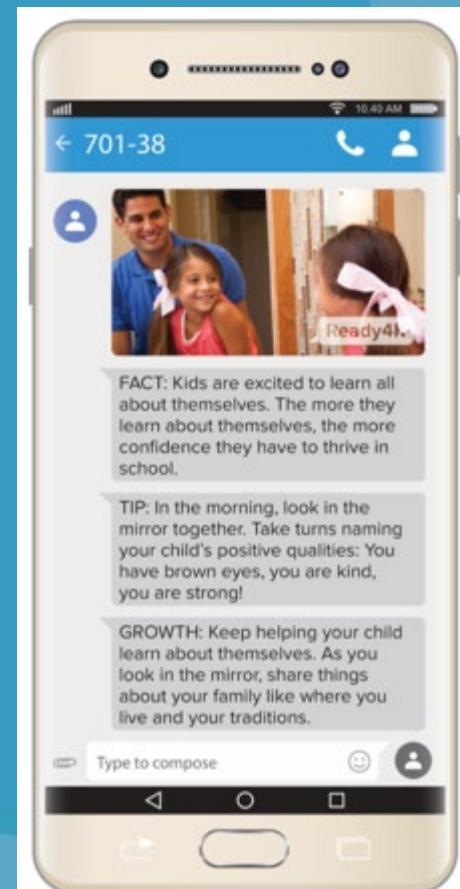 10.40 AM
701-38
Ready4K
FACT: Kids are excited to learn all
about themselves. The more they
learn about themselves, the more
confidence they have to thrive in
school.
TIP: In the morning, look in the
mirror together. Take turns naming
your child's positive qualities: You
have brown eyes, you are kind,
you are strong!
GROWTH: Keep helping your child
learn about themselves. As you
look in the mirror, share things
about your family like where you
live and your traditions.
Type to compose